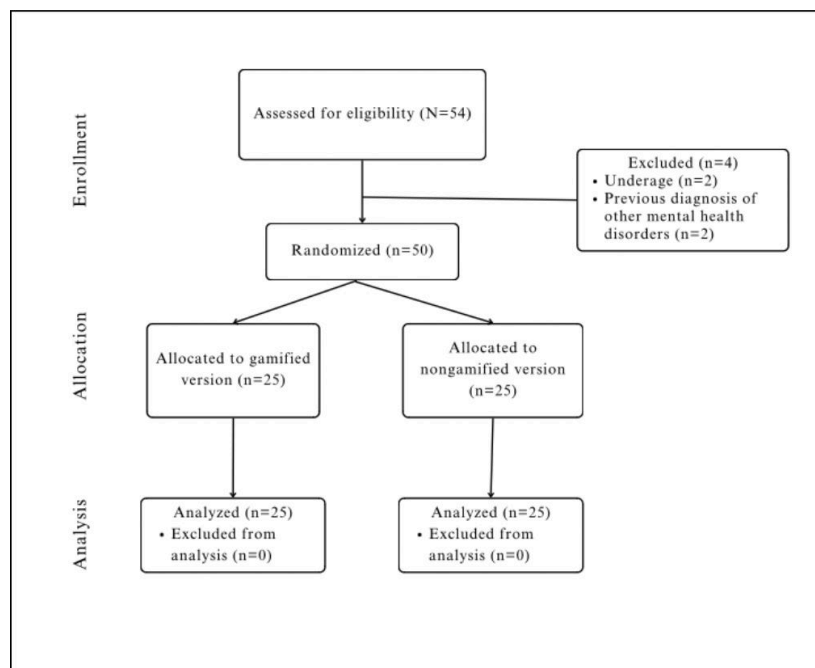 Enrollment
Assessed for eligibility (N=54)
Excluded (n=4)
• Underage (n=2)
• Previous diagnosis of
other mental health
disorders (n=2)
Randomized (n=50)
Allocation
Allocated to gamified
version (n=25)
Allocated to
nongamified version
(n=25)
Analysis
Analyzed (n=25)
• Excluded from
analysis (n=0)
Analyzed (n=25)
• Excluded from
analysis (n=0)